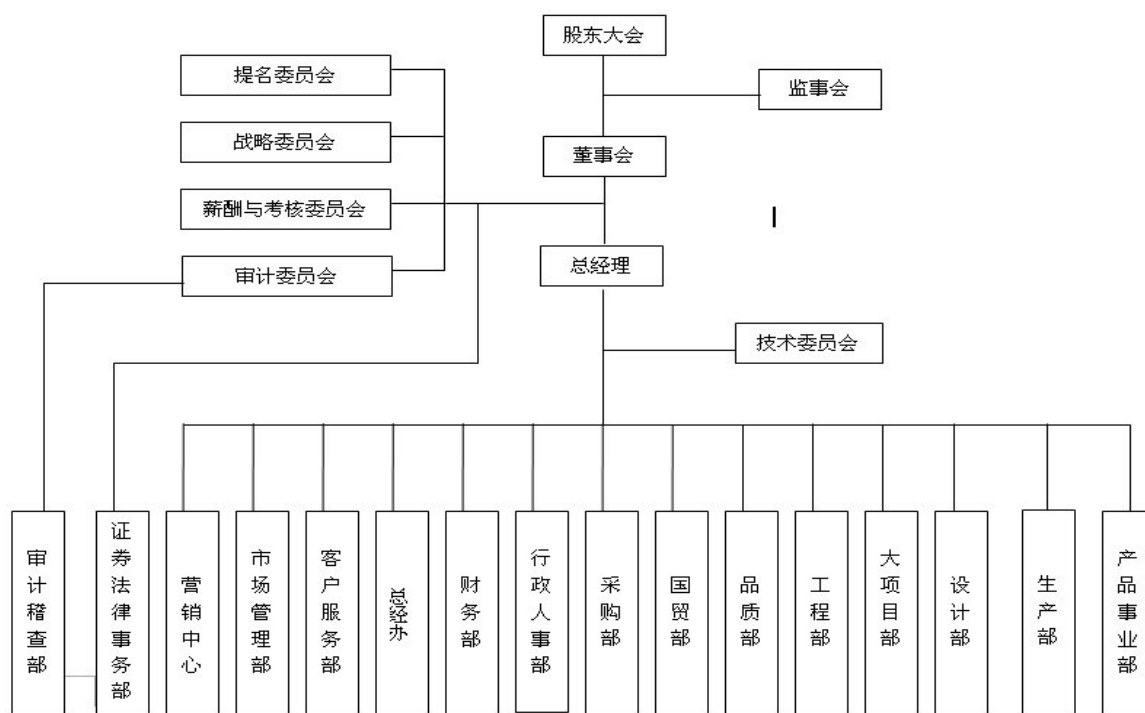 股东大会
提名委员会
监事会
战略委员会
董事会
薪酬与考核委员会
总经理
审计委员会
技术委员会
审计稽查部
证券法律事务部
营销中心
市场管理部
客户服务部
总经办
财务部
行政人事部
采购部
国贸部
品质部
工程部
大项目部
设计部
生产部
产品事业部